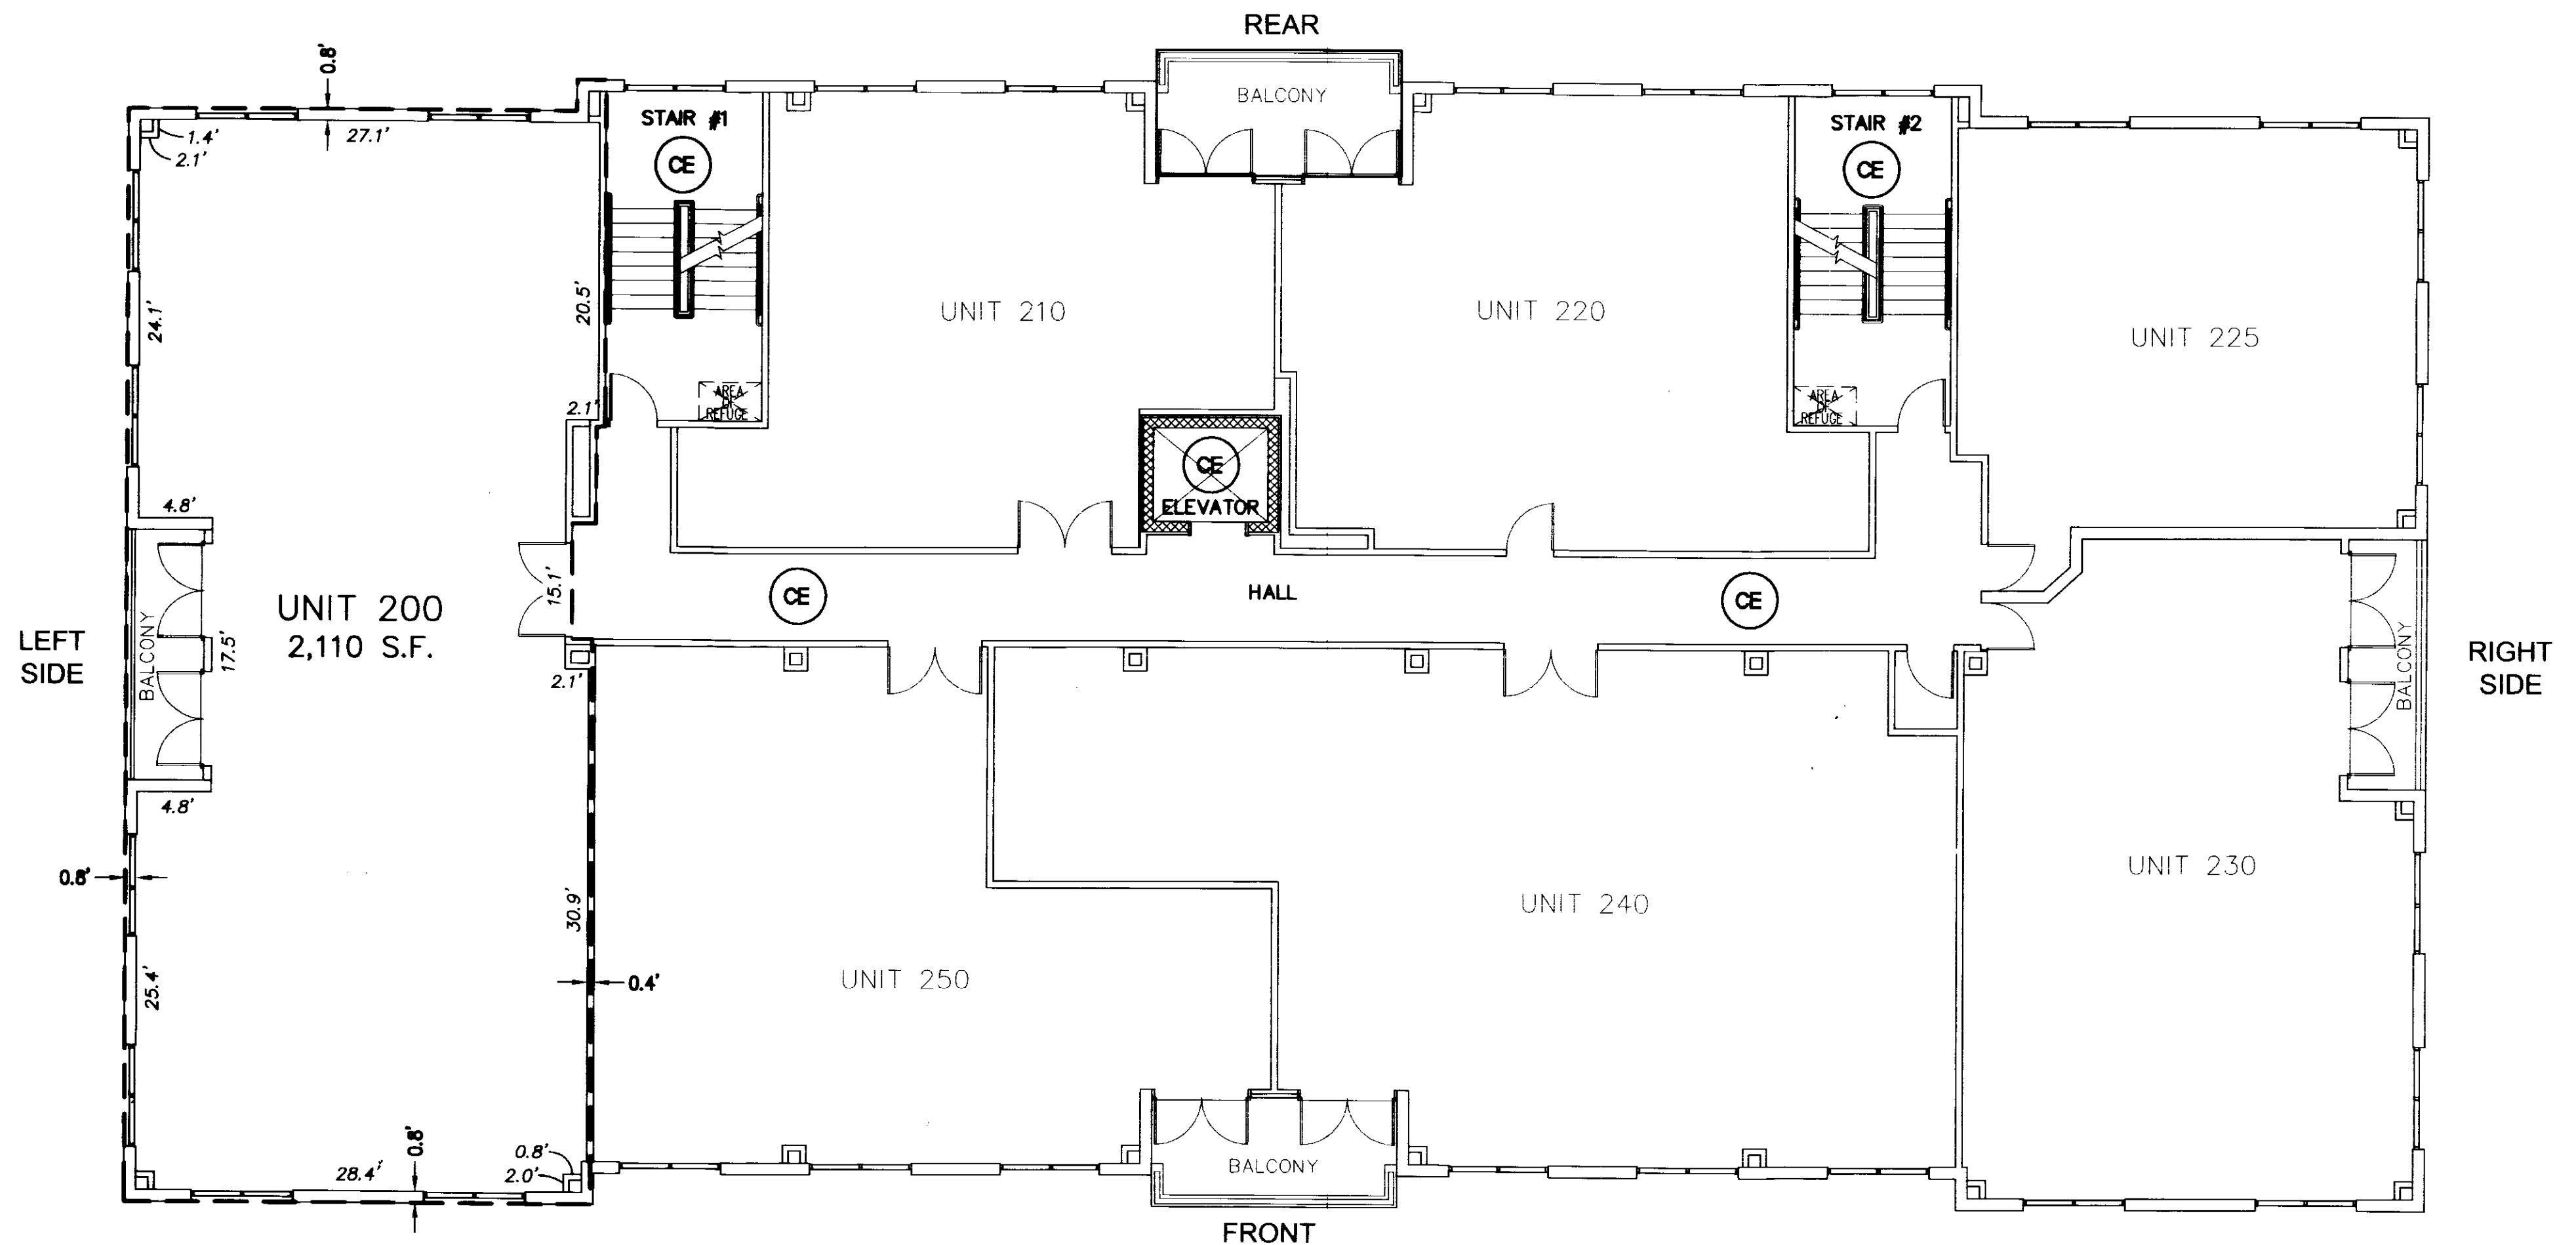 REAR
0.8'
BALCONY
STAIR #1
CE
STAIR #2
CE
1.4'
2.1'
27.1'
24.1'
20.5'
UNIT 210
UNIT 220
UNIT 225
2.1'
AREA
OF
REFUGE
AREA
OF
REFUGE
4.8'
CE
ELEVATOR
15.1'
CE
HALL
CE
UNIT 200
2,110 S.F.
LEFT
SIDE
BALCONY
17.5'
RIGHT
SIDE
BALCONY
2.1'
4.8'
0.8'
30.9'
UNIT 230
UNIT 240
25.4'
0.4'
UNIT 250
0.8'
0.8'
2.0'
28.4'
BALCONY
FRONT